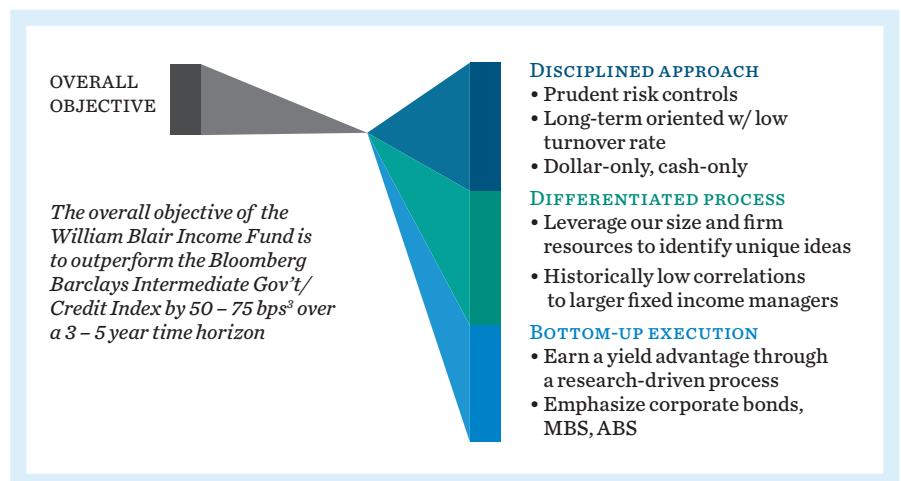 OVERALL
OBJECTIVE
The overall objective of the
William Blair Income Fund is
to outperform the Bloomberg
Barclays Intermediate Gov't/
Credit Index by 50 – 75 bps³ over
a 3 – 5 year time horizon
DISCIPLINED APPROACH
• Prudent risk controls
• Long-term oriented w/ low
turnover rate
• Dollar-only, cash-only
DIFFERENTIATED PROCESS
• Leverage our size and firm
resources to identify unique ideas
• Historically low correlations
to larger fixed income managers
BOTTOM-UP EXECUTION
• Earn a yield advantage through
a research-driven process
• Emphasize corporate bonds,
MBS, ABS